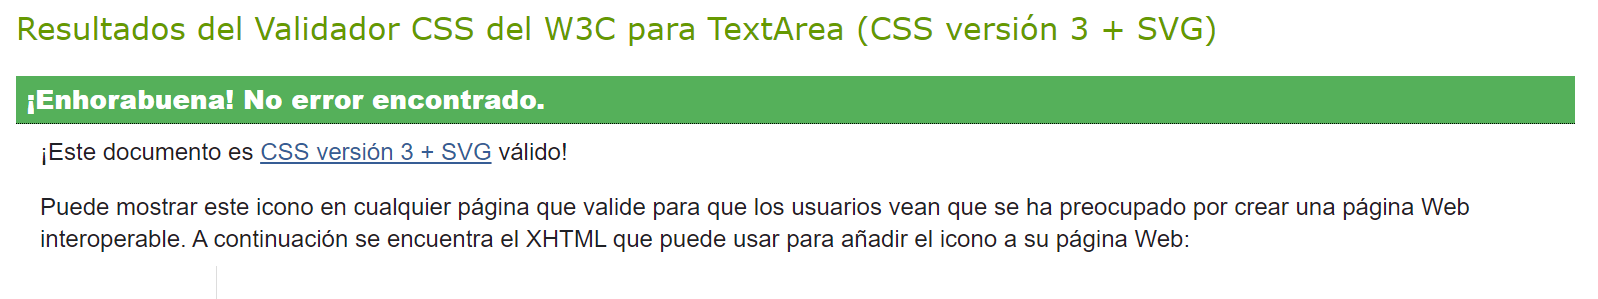 Resultados del Validador CSS del W3C para TextArea (CSS versión 3 + SVG)
¡Enhorabuena! No error encontrado.
¡Este documento es CSS versión 3 + SVG válido!
Puede mostrar este icono en cualquier página que valide para que los usuarios vean que se ha preocupado por crear una página Web
interoperable. A continuación se encuentra el XHTML que puede usar para añadir el icono a su página Web: